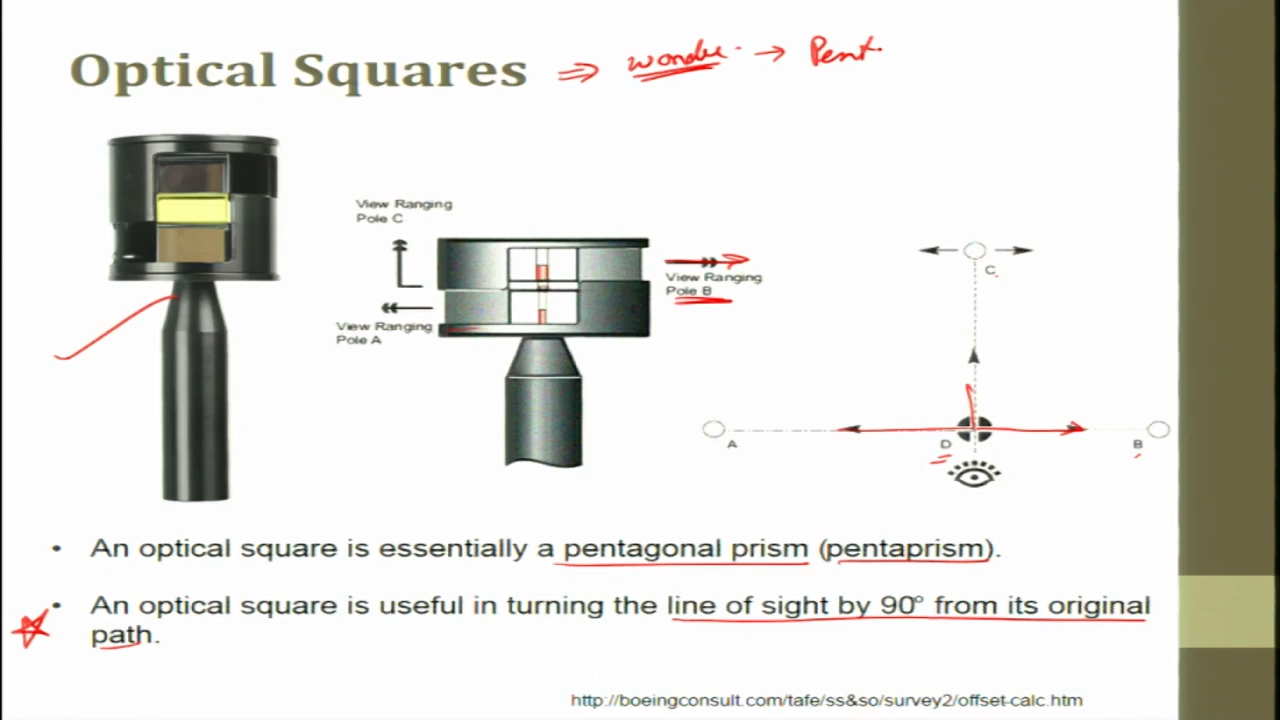 Optical Squares ⇒ wonder → Pent.
View Ranging
Pole C
View Ranging
Pole B
View Ranging
Pole A
C
A
D
B
• An optical square is essentially a pentagonal prism (pentaprism).
• An optical square is useful in turning the line of sight by 90° from its original
path.
http://boeingconsult.com/tafe/ss&so/survey2/offset-calc.htm